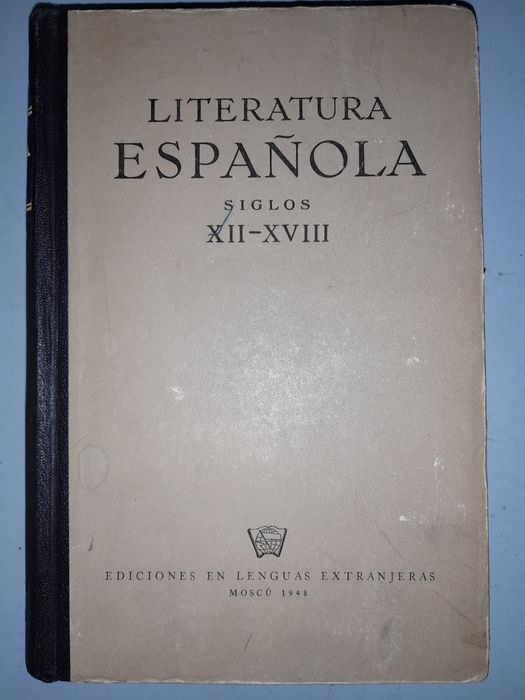 LITERATURA
ESPAÑOLA
SIGLOS
XII-XVIII
EDICIONES EN LENGUAS EXTRANJERAS
MOSCÚ 1948